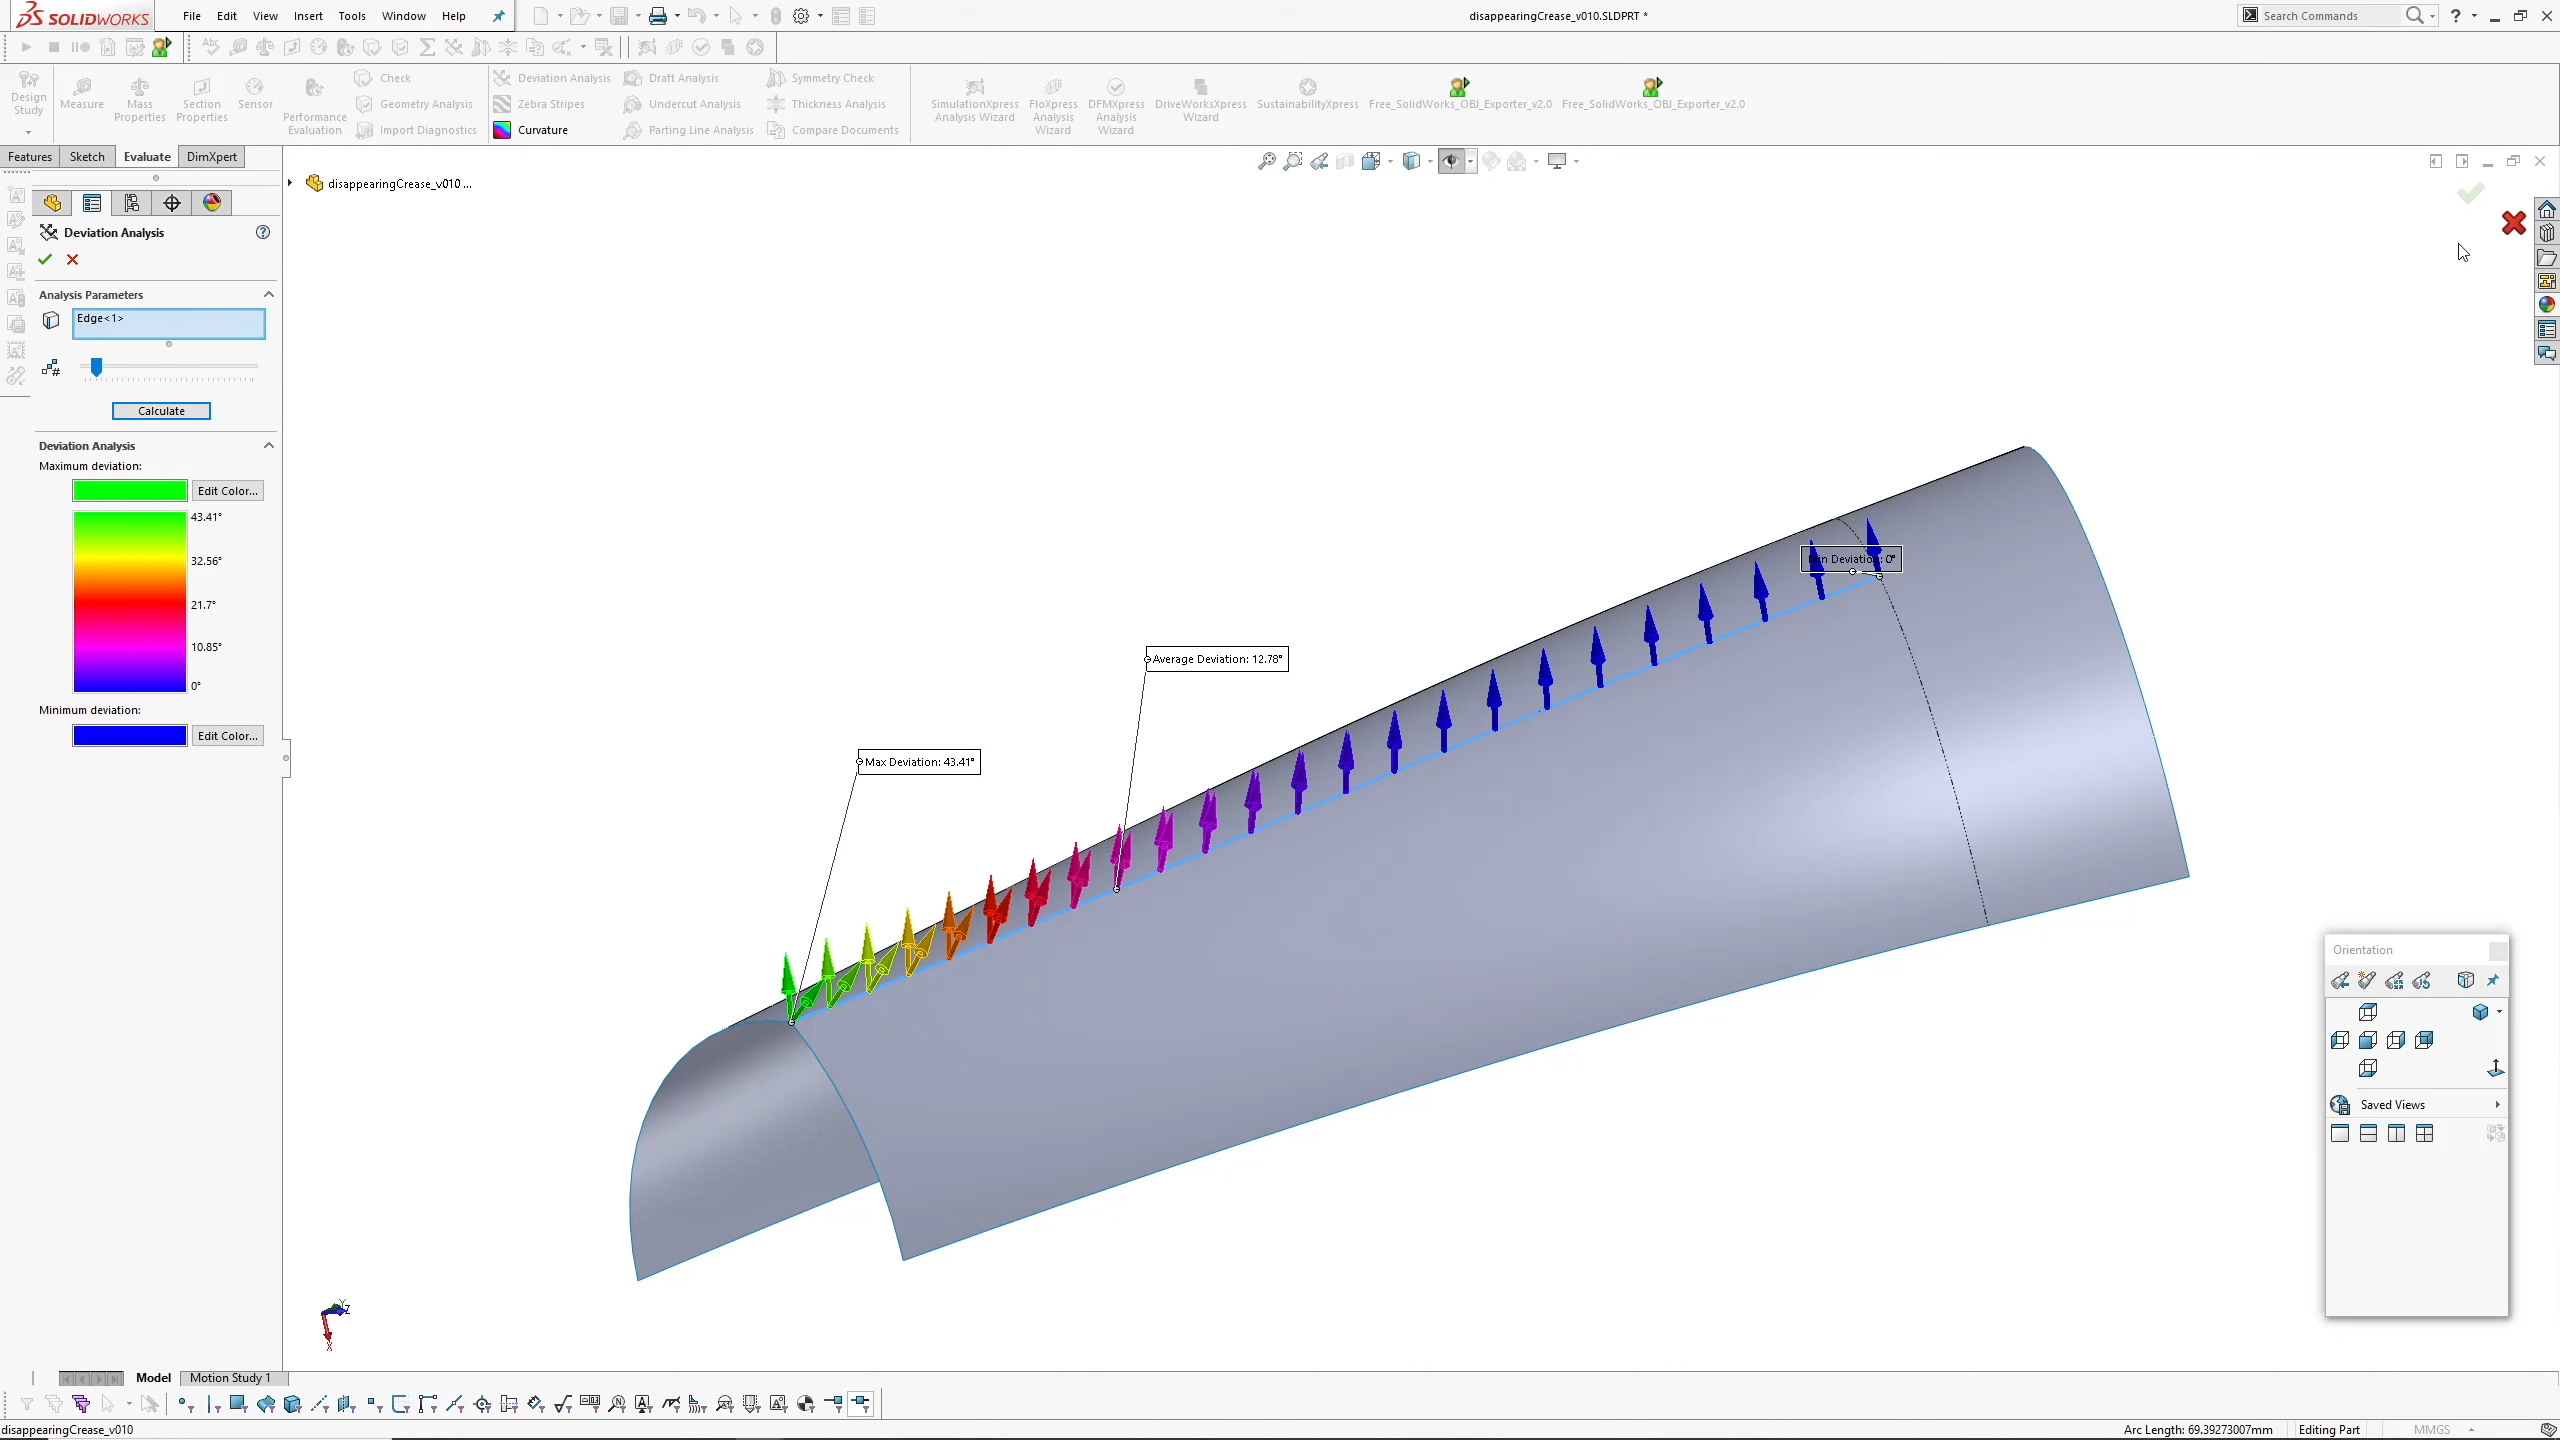 SOLIDWORKS
File Edit View Insert Tools Window Help
disappearingCrease_v010.SLDPRT *
Search Commands
Design Study
Measure
Mass Properties
Section Properties
Sensor
Performance Evaluation
Check
Geometry Analysis
Import Diagnostics
Deviation Analysis
Zebra Stripes
Curvature
Draft Analysis
Undercut Analysis
Parting Line Analysis
Symmetry Check
Thickness Analysis
Compare Documents
SimulationXpress Analysis Wizard
FloXpress Analysis Wizard
DFMXpress Analysis Wizard
DriveWorksXpress Wizard
SustainabilityXpress
Free_SolidWorks_OBJ_Exporter_v2.0
Free_SolidWorks_OBJ_Exporter_v2.0
Features Sketch Evaluate DimXpert
disappearingCrease_v010 ...
Deviation Analysis
Analysis Parameters
Edge<1>
Calculate
Deviation Analysis
Maximum deviation:
Edit Color...
43.41°
32.56°
21.7°
10.85°
0°
Minimum deviation:
Edit Color...
Deviation: 0°
Average Deviation: 12.78°
Max Deviation: 43.41°
Orientation
Saved Views
Y
Z
X
Model Motion Study 1
disappearingCrease_v010
Arc Length: 69.39273007mm Editing Part MMGS